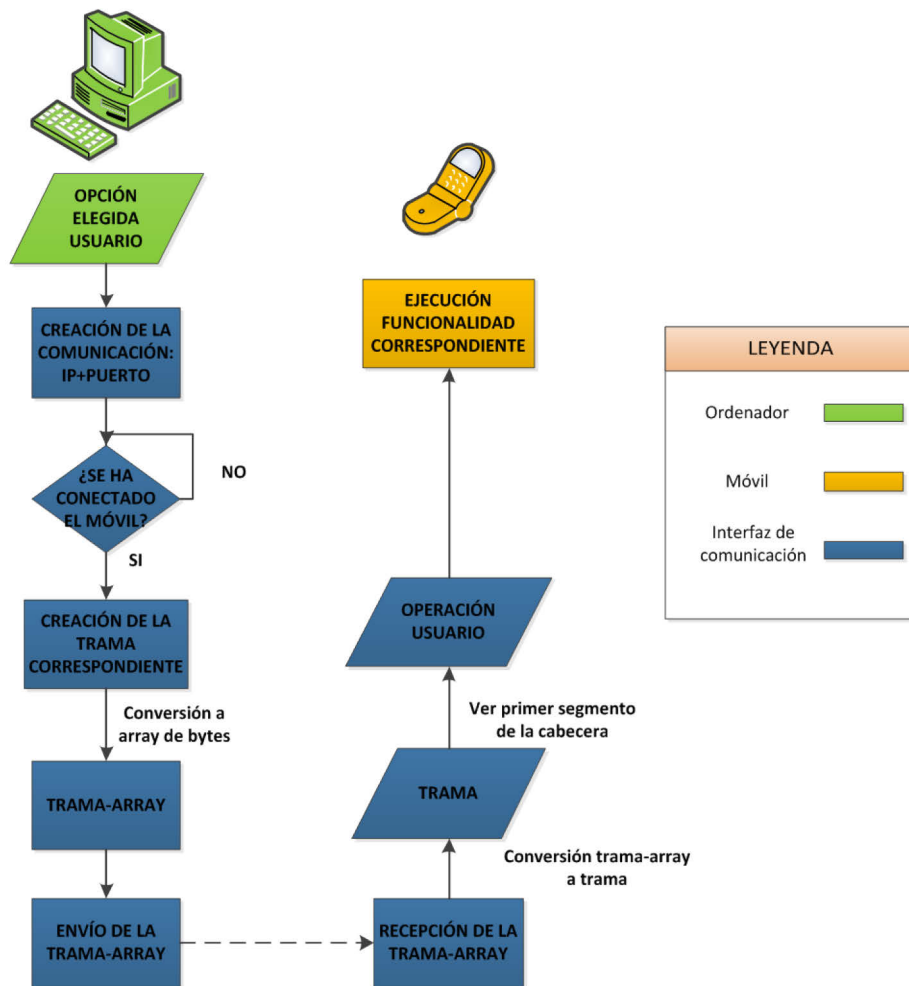 OPCIÓN
ELEGIDA
USUARIO
CREACIÓN DE LA
COMUNICACIÓN:
IP+PUERTO
¿SE HA
CONECTADO
EL MÓVIL?
NO
SI
CREACIÓN DE LA
TRAMA
CORRESPONDIENTE
Conversión a
array de bytes
TRAMA-ARRAY
ENVÍO DE LA
TRAMA-ARRAY
RECEPCIÓN DE LA
TRAMA-ARRAY
Conversión trama-array
a trama
TRAMA
Ver primer segmento
de la cabecera
OPERACIÓN
USUARIO
EJECUCIÓN
FUNCIONALIDAD
CORRESPONDIENTE
LEYENDA
Ordenador
Móvil
Interfaz de
comunicación